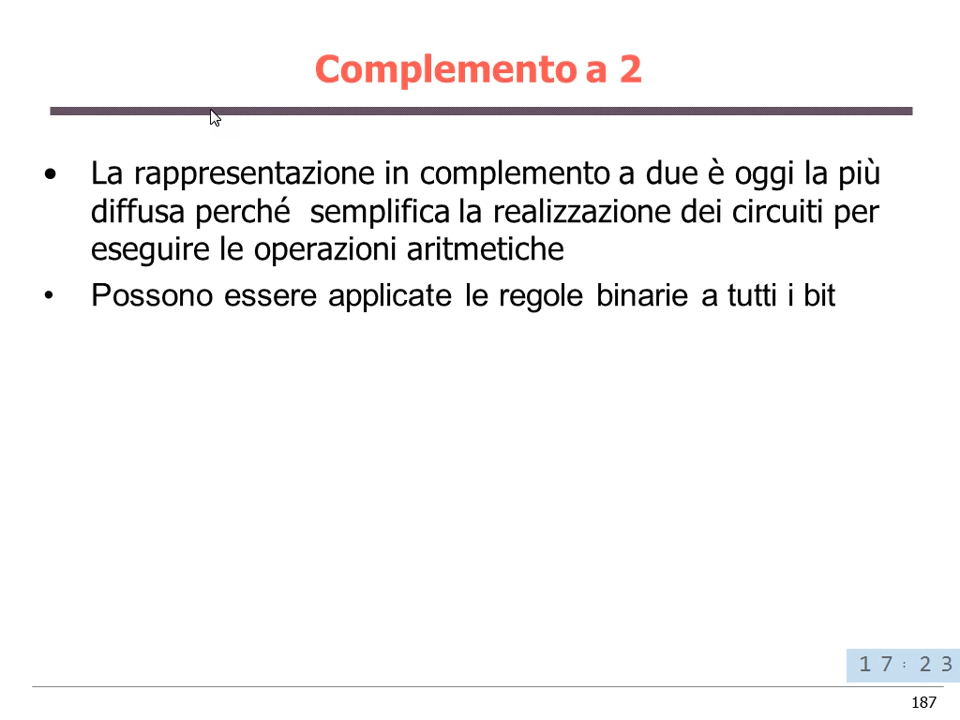 Complemento a 2
• La rappresentazione in complemento a due è oggi la più
diffusa perché  semplifica la realizzazione dei circuiti per
eseguire le operazioni aritmetiche
• Possono essere applicate le regole binarie a tutti i bit
17:23
187